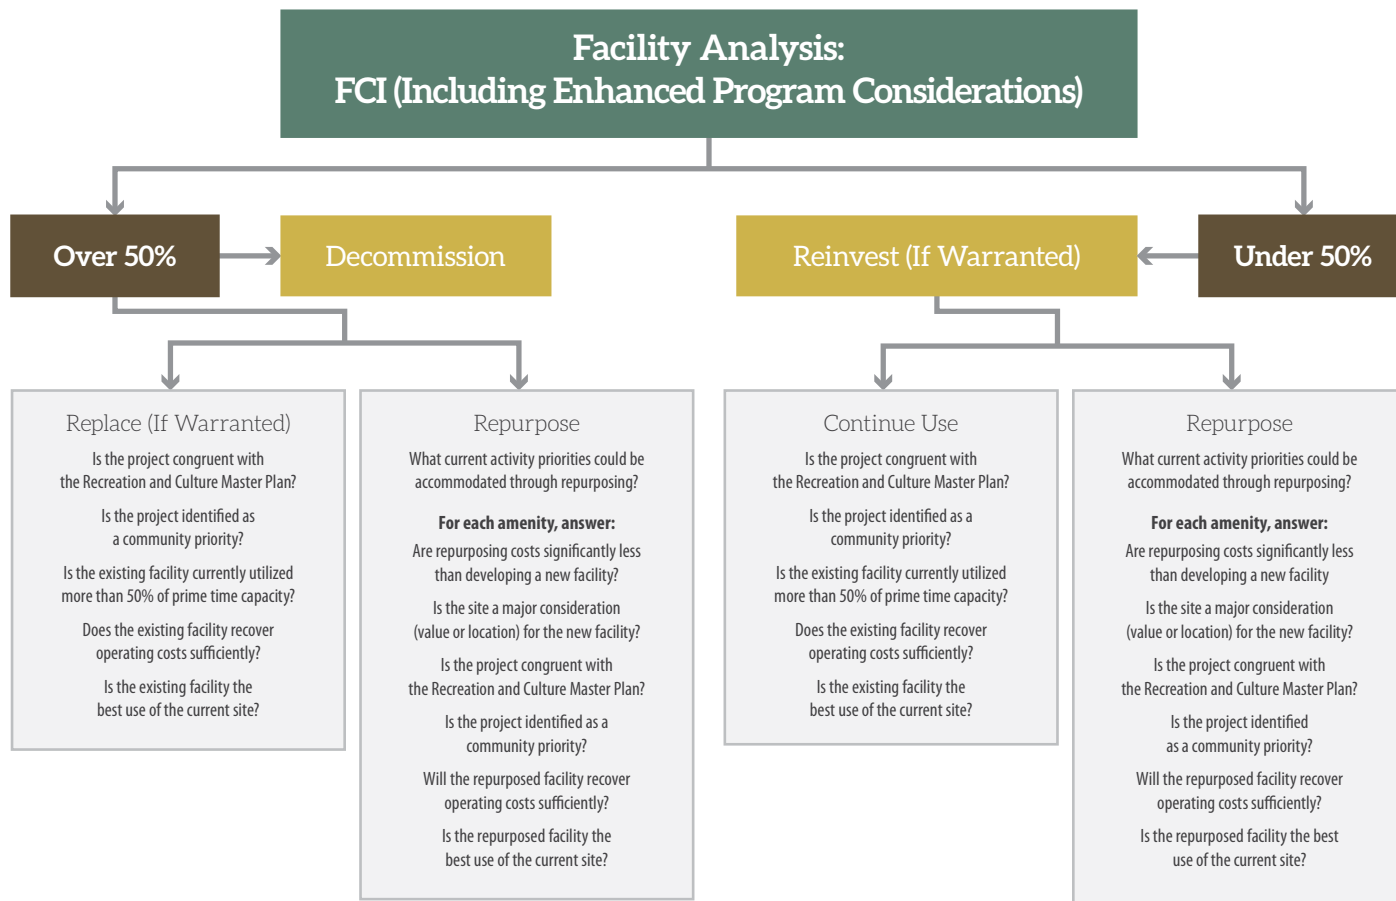 Facility Analysis:
FCI (Including Enhanced Program Considerations)
Over 50%
Decommission
Reinvest (If Warranted)
Under 50%
Replace (If Warranted)
Is the project congruent with
the Recreation and Culture Master Plan?
Is the project identified as
a community priority?
Is the existing facility currently utilized
more than 50% of prime time capacity?
Does the existing facility recover
operating costs sufficiently?
Is the existing facility the
best use of the current site?
Repurpose
What current activity priorities could be
accommodated through repurposing?
For each amenity, answer:
Are repurposing costs significantly less
than developing a new facility?
Is the site a major consideration
(value or location) for the new facility?
Is the project congruent with
the Recreation and Culture Master Plan?
Is the project identified as a
community priority?
Will the repurposed facility recover
operating costs sufficiently?
Is the repurposed facility the
best use of the current site?
Continue Use
Is the project congruent with
the Recreation and Culture Master Plan?
Is the project identified as a
community priority?
Is the existing facility currently utilized
more than 50% of prime time capacity?
Does the existing facility recover
operating costs sufficiently?
Is the existing facility the
best use of the current site?
Repurpose
What current activity priorities could be
accommodated through repurposing?
For each amenity, answer:
Are repurposing costs significantly less
than developing a new facility
Is the site a major consideration
(value or location) for the new facility?
Is the project congruent with
the Recreation and Culture Master Plan?
Is the project identified
as a community priority?
Will the repurposed facility recover
operating costs sufficiently?
Is the repurposed facility the best
use of the current site?